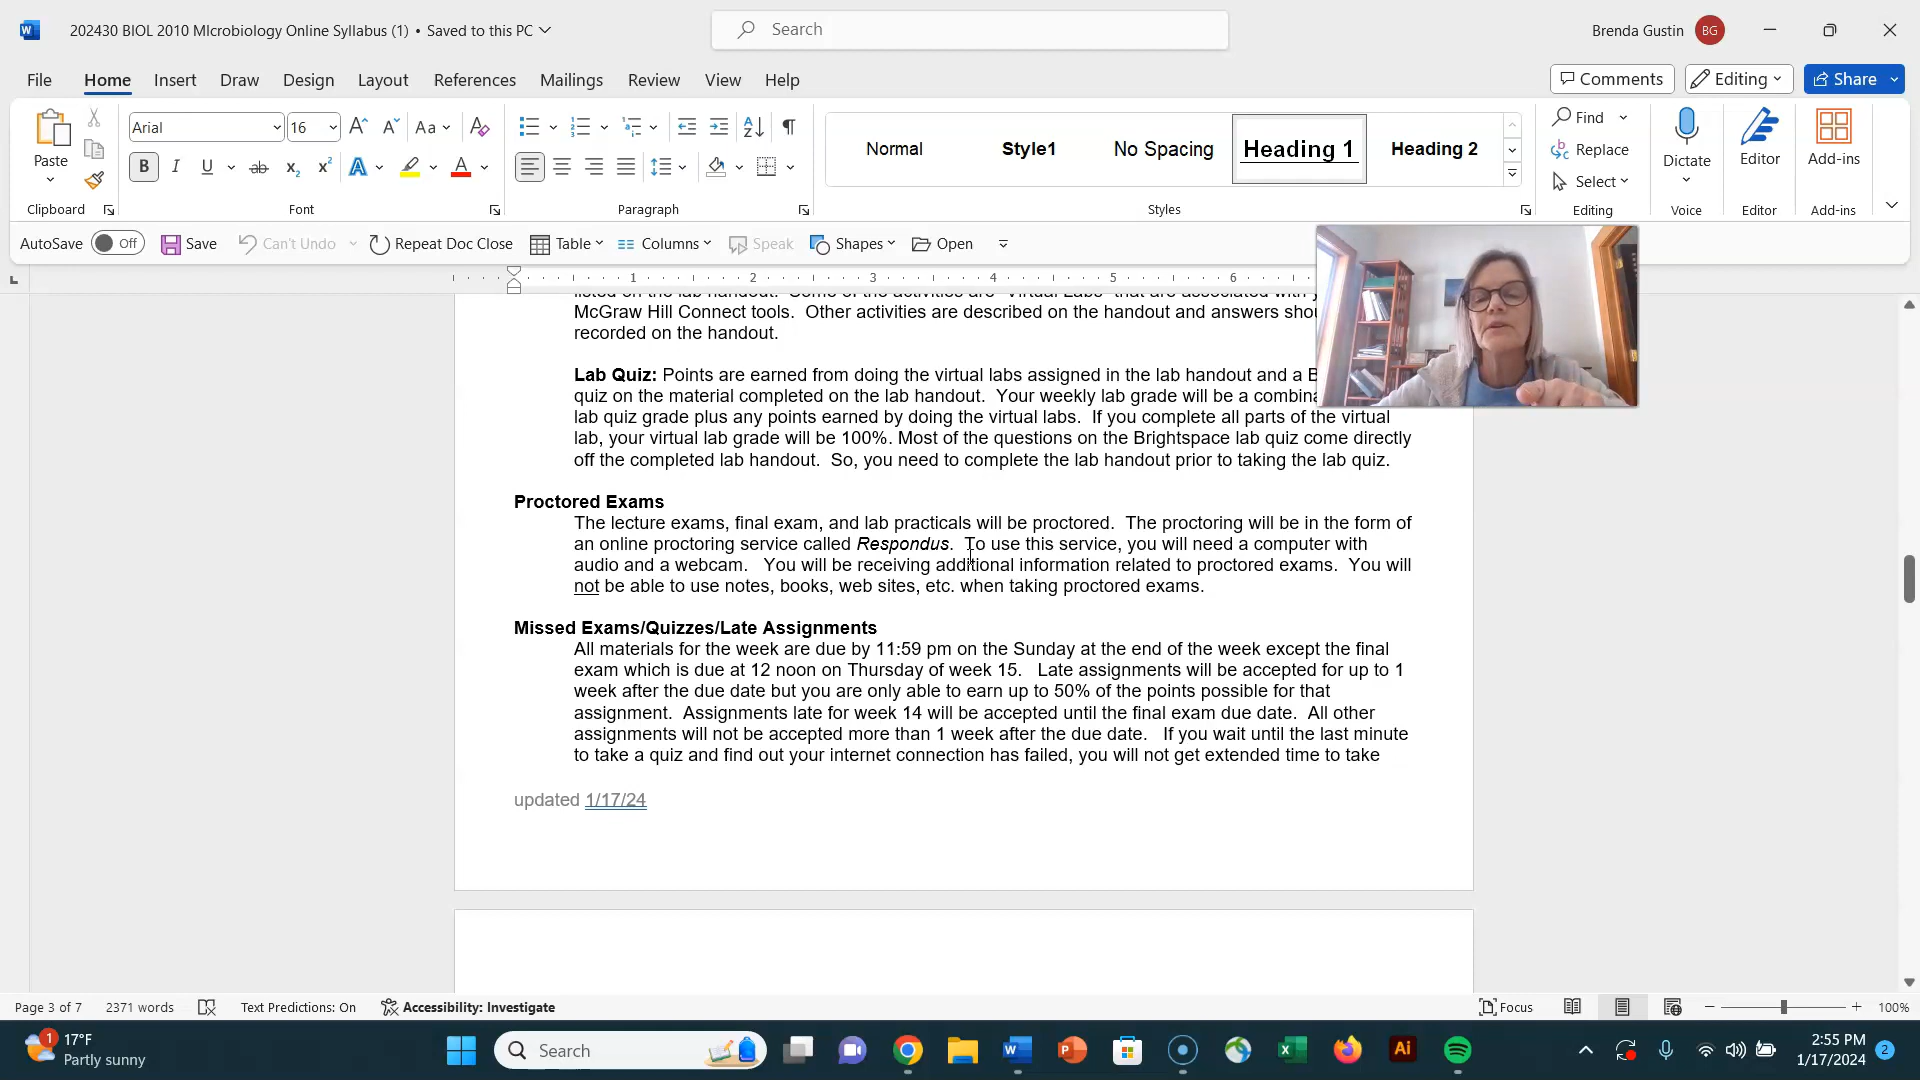 202430 BIOL 2010 MIcrobiology Online Syllabus (1) • Saved to this PC
Search
Brenda Gustin BG
File Home Insert Draw Design Layout References Mailings Review View Help
Comments Editing Share
Paste
Arial 16
Aa
B I U ab x₂ x² A A
Normal Style1 No Spacing Heading 1 Heading 2
Find
Replace
Select
Dictate
Editor
Add-ins
Clipboard Font Paragraph Styles Editing Voice Editor Add-ins
AutoSave Off Save Can't Undo Repeat Doc Close Table Columns Speak Shapes Open
1 2 3 4 5 6
McGraw Hill Connect tools. Other activities are described on the handout and answers
recorded on the handout.
Lab Quiz: Points are earned from doing the virtual labs assigned in the lab handout and a
quiz on the material completed on the lab handout. Your weekly lab grade will be a
lab quiz grade plus any points earned by doing the virtual labs. If you complete all parts of the virtual
lab, your virtual lab grade will be 100%. Most of the questions on the Brightspace lab quiz come directly
off the completed lab handout. So, you need to complete the lab handout prior to taking the lab quiz.
Proctored Exams
The lecture exams, final exam, and lab practicals will be proctored. The proctoring will be in the form of
an online proctoring service called Respondus. To use this service, you will need a computer with
audio and a webcam. You will be receiving additional information related to proctored exams. You will
not be able to use notes, books, web sites, etc. when taking proctored exams.
Missed Exams/Quizzes/Late Assignments
All materials for the week are due by 11:59 pm on the Sunday at the end of the week except the final
exam which is due at 12 noon on Thursday of week 15. Late assignments will be accepted for up to 1
week after the due date but you are only able to earn up to 50% of the points possible for that
assignment. Assignments late for week 14 will be accepted until the final exam due date. All other
assignments will not be accepted more than 1 week after the due date. If you wait until the last minute
to take a quiz and find out your internet connection has failed, you will not get extended time to take
updated 1/17/24
Page 3 of 7 2371 words Text Predictions: On Accessibility: Investigate Focus 100%
1 17°F
Partly sunny
Search
Ai
2:55 PM
1/17/2024
2